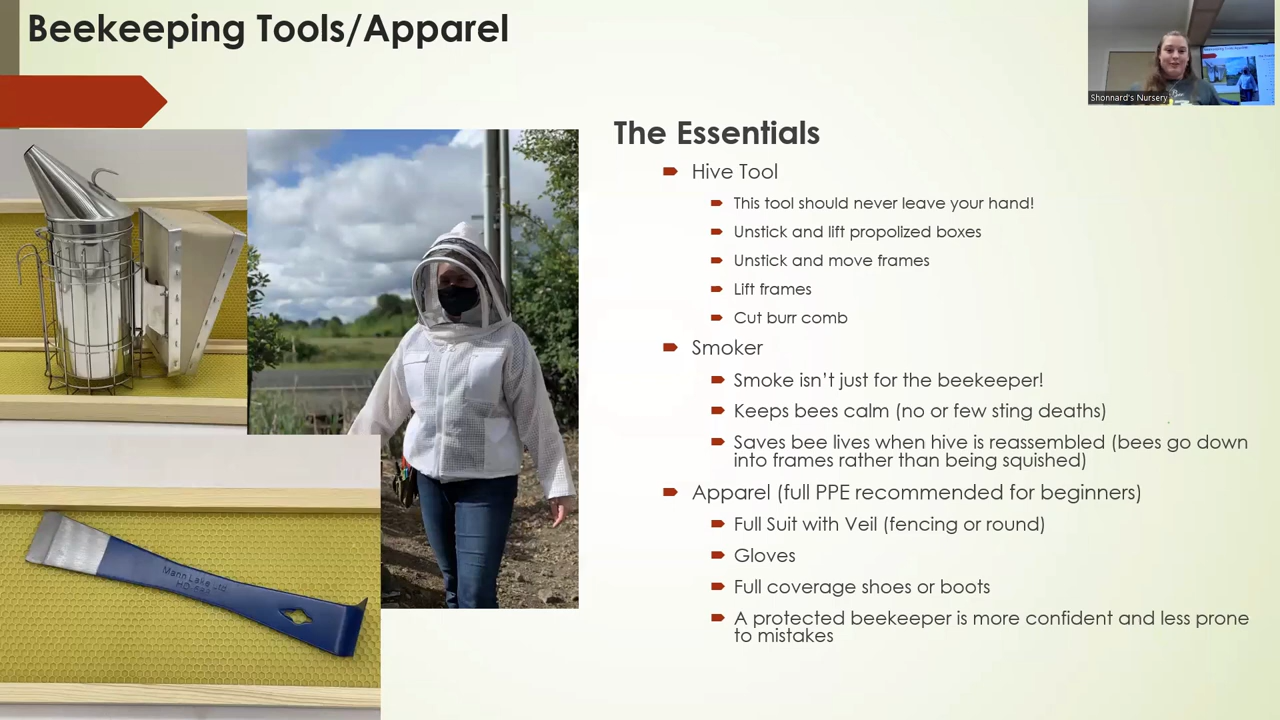 Beekeeping Tools/Apparel
Shonnard's Nursery
The Essentials
Hive Tool
This tool should never leave your hand!
Unstick and lift propolized boxes
Unstick and move frames
Lift frames
Cut burr comb
Smoker
Smoke isn't just for the beekeeper!
Keeps bees calm (no or few sting deaths)
Saves bee lives when hive is reassembled (bees go down
into frames rather than being squished)
Apparel (full PPE recommended for beginners)
Full Suit with Veil (fencing or round)
Gloves
Full coverage shoes or boots
A protected beekeeper is more confident and less prone
to mistakes
Mann Lake Ltd